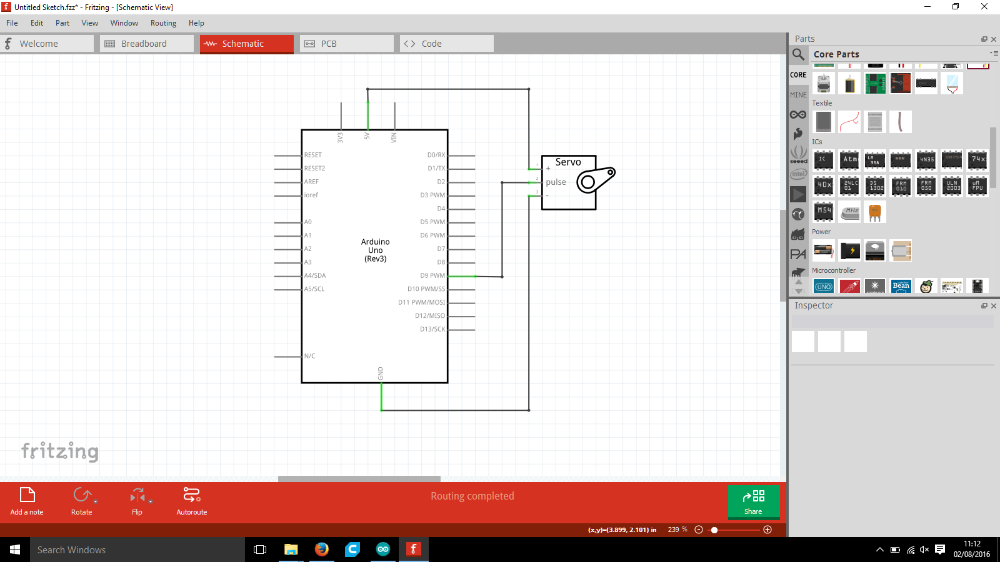 Untitled Sketch.fzz* - Fritzing - [Schematic View]
File Edit Part View Window Routing Help
Welcome Breadboard Schematic PCB Code
Parts
Core Parts
CORE
MINE
Textile
ICs
seeed
intel
IC Atm LM 358 555 4N35 SN754 74x
40x 24LC 01 DS 1302 FRM 010 FRM 050 ULN 2003 uM FPU
M54 MHz
Power
PA
Microcontroller
UNO Bean
Inspector
3V3 5V VIN
RESET D0/RX
RESET2 D1/TX
AREF D2
ioref D3 PWM
D4
A0 D5 PWM
A1 D6 PWM
A2 D7
A3 D8
A4/SDA D9 PWM
A5/SCL D10 PWM/SS
D11 PWM/MOSI
D12/MISO
D13/SCK
N/C
GND
Arduino
Uno
(Rev3)
Servo
1 +
2 pulse
3 -
fritzing
Add a note Rotate Flip Autoroute
Routing completed
Share
(x,y)=(3.899, 2.101) in 239 %
Search Windows
11:12
02/08/2016